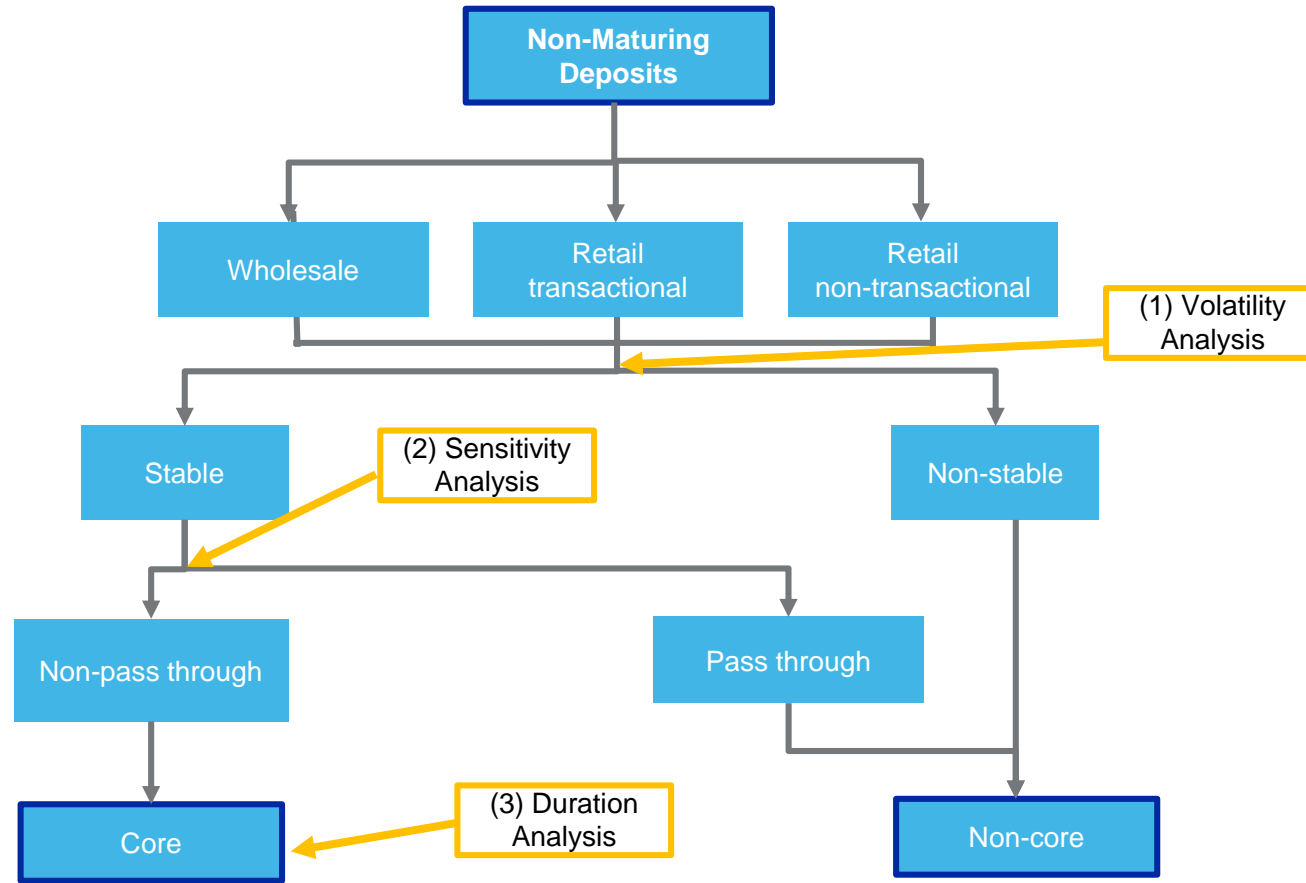 Non-Maturing
Deposits
Wholesale
Retail
transactional
Retail
non-transactional
(1) Volatility
Analysis
Stable
(2) Sensitivity
Analysis
Non-stable
Non-pass through
Pass through
Core
(3) Duration
Analysis
Non-core